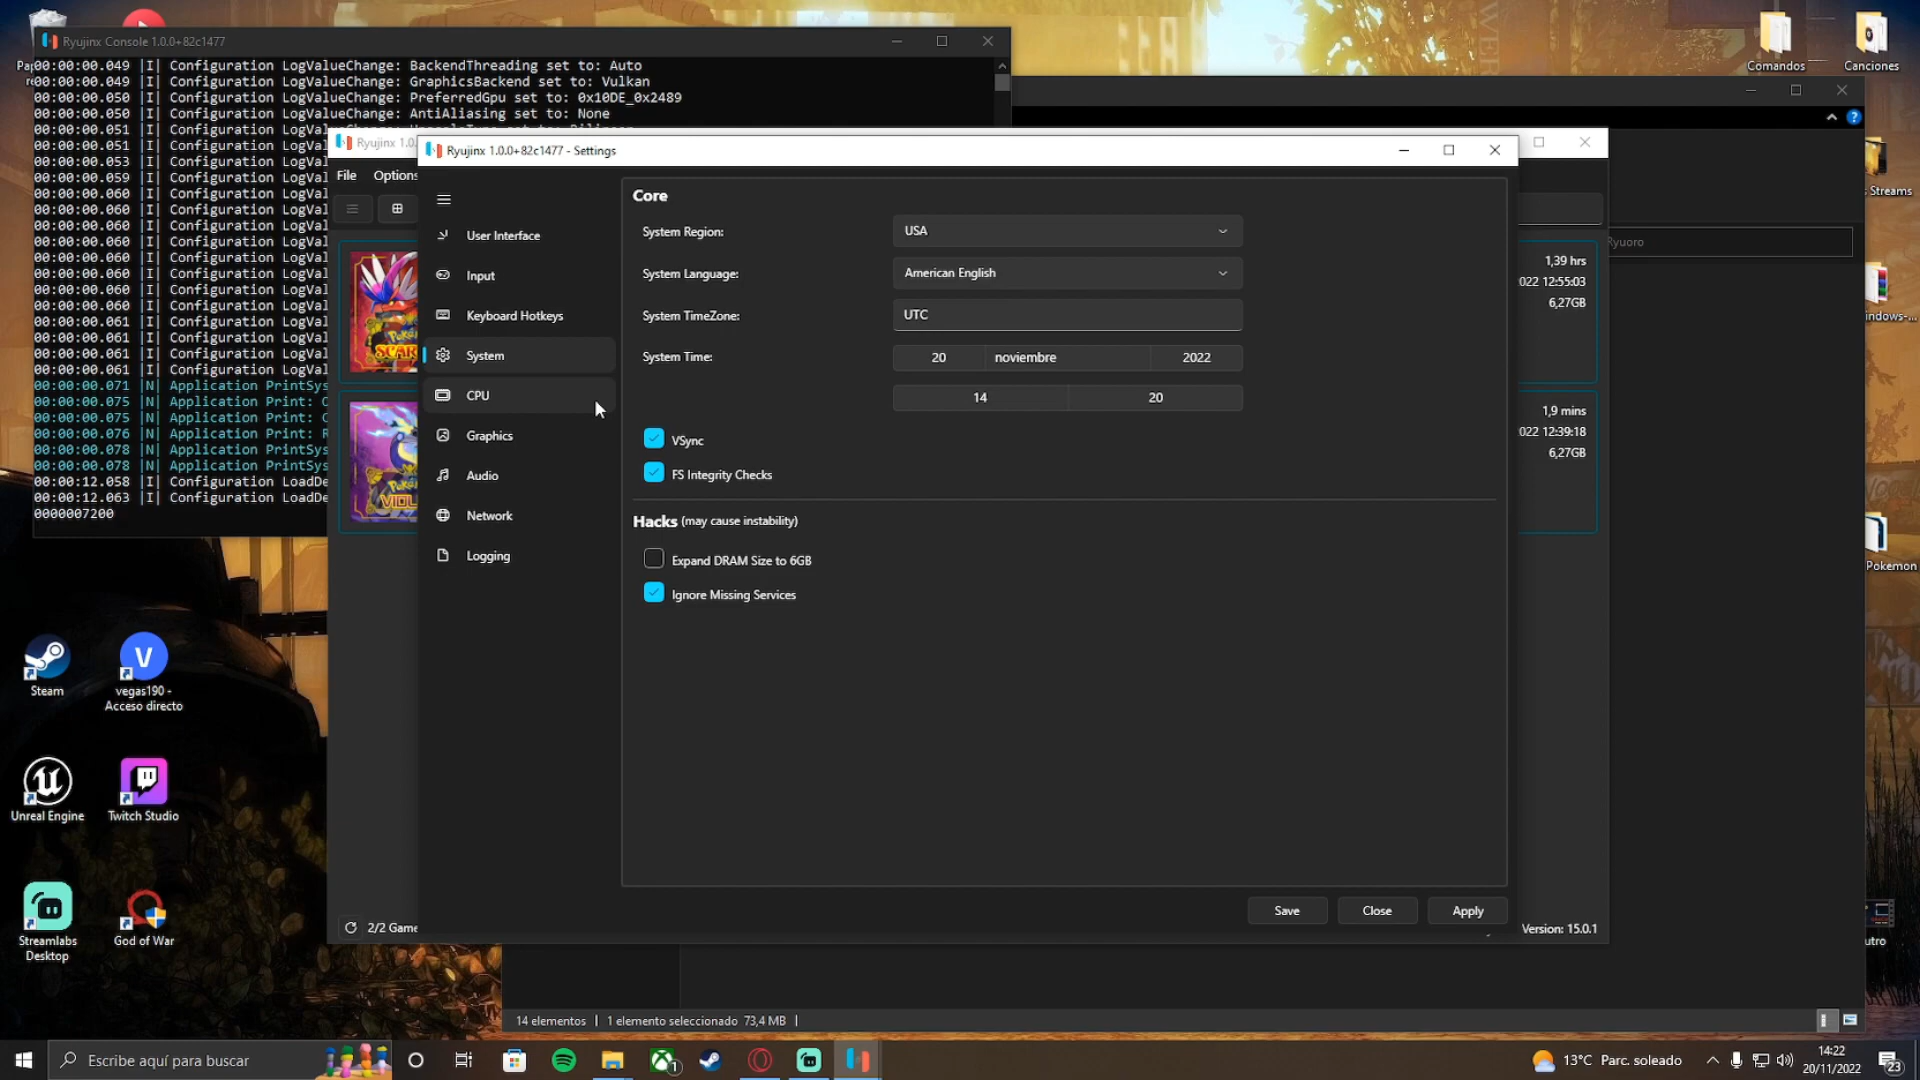 Ryujinx Console 1.0.0+82c1477
00:00:00.049 |I| Configuration LogValueChange: BackendThreading set to: Auto
00:00:00.049 |I| Configuration LogValueChange: GraphicsBackend set to: Vulkan
00:00:00.050 |I| Configuration LogValueChange: PreferredGpu set to: 0x10DE_0x2489
00:00:00.050 |I| Configuration LogValueChange: AntiAliasing set to: None
00:00:00.051 |I| Configuration
00:00:00.051 |I| Configuration
00:00:00.053 |I| Configuration LogVal
00:00:00.059 |I| Configuration LogVal
00:00:00.060 |I| Configuration LogVal
00:00:00.060 |I| Configuration LogVal
00:00:00.060 |I| Configuration LogVal
00:00:00.060 |I| Configuration LogVal
00:00:00.060 |I| Configuration LogVal
00:00:00.060 |I| Configuration LogVal
00:00:00.060 |I| Configuration LogVal
00:00:00.060 |I| Configuration LogVal
00:00:00.061 |I| Configuration LogVal
00:00:00.061 |I| Configuration LogVal
00:00:00.061 |I| Configuration LogVal
00:00:00.061 |I| Configuration LogVal
00:00:00.071 |N| Application PrintSys
00:00:00.075 |N| Application Print: C
00:00:00.075 |N| Application Print: C
00:00:00.076 |N| Application Print: R
00:00:00.078 |N| Application PrintSys
00:00:00.078 |N| Application PrintSys
00:00:12.058 |I| Configuration LoadDe
00:00:12.063 |I| Configuration LoadDe
0000007200
Ryujinx 1.0.
File Options
Ryujinx 1.0.0+82c1477 - Settings
User Interface
Input
Keyboard Hotkeys
System
CPU
Graphics
Audio
Network
Logging
Core
System Region: USA
System Language: American English
System TimeZone: UTC
System Time: 20 noviembre 2022
14 20
VSync
FS Integrity Checks
Hacks (may cause instability)
Expand DRAM Size to 6GB
Ignore Missing Services
Save Close Apply
1,39 hrs
022 12:55:03
6,27GB
1,9 mins
022 12:39:18
6,27GB
2/2 Game
Version: 15.0.1
Ryuoro
14 elementos | 1 elemento seleccionado 73,4 MB |
Comandos
Canciones
s Streams
indows-...
Pokemon
utro
Steam
V
vegas190 -
Acceso directo
Unreal Engine
Twitch Studio
Streamlabs
Desktop
God of War
Escribe aquí para buscar
1
13°C Parc. soleado
14:22
20/11/2022
23